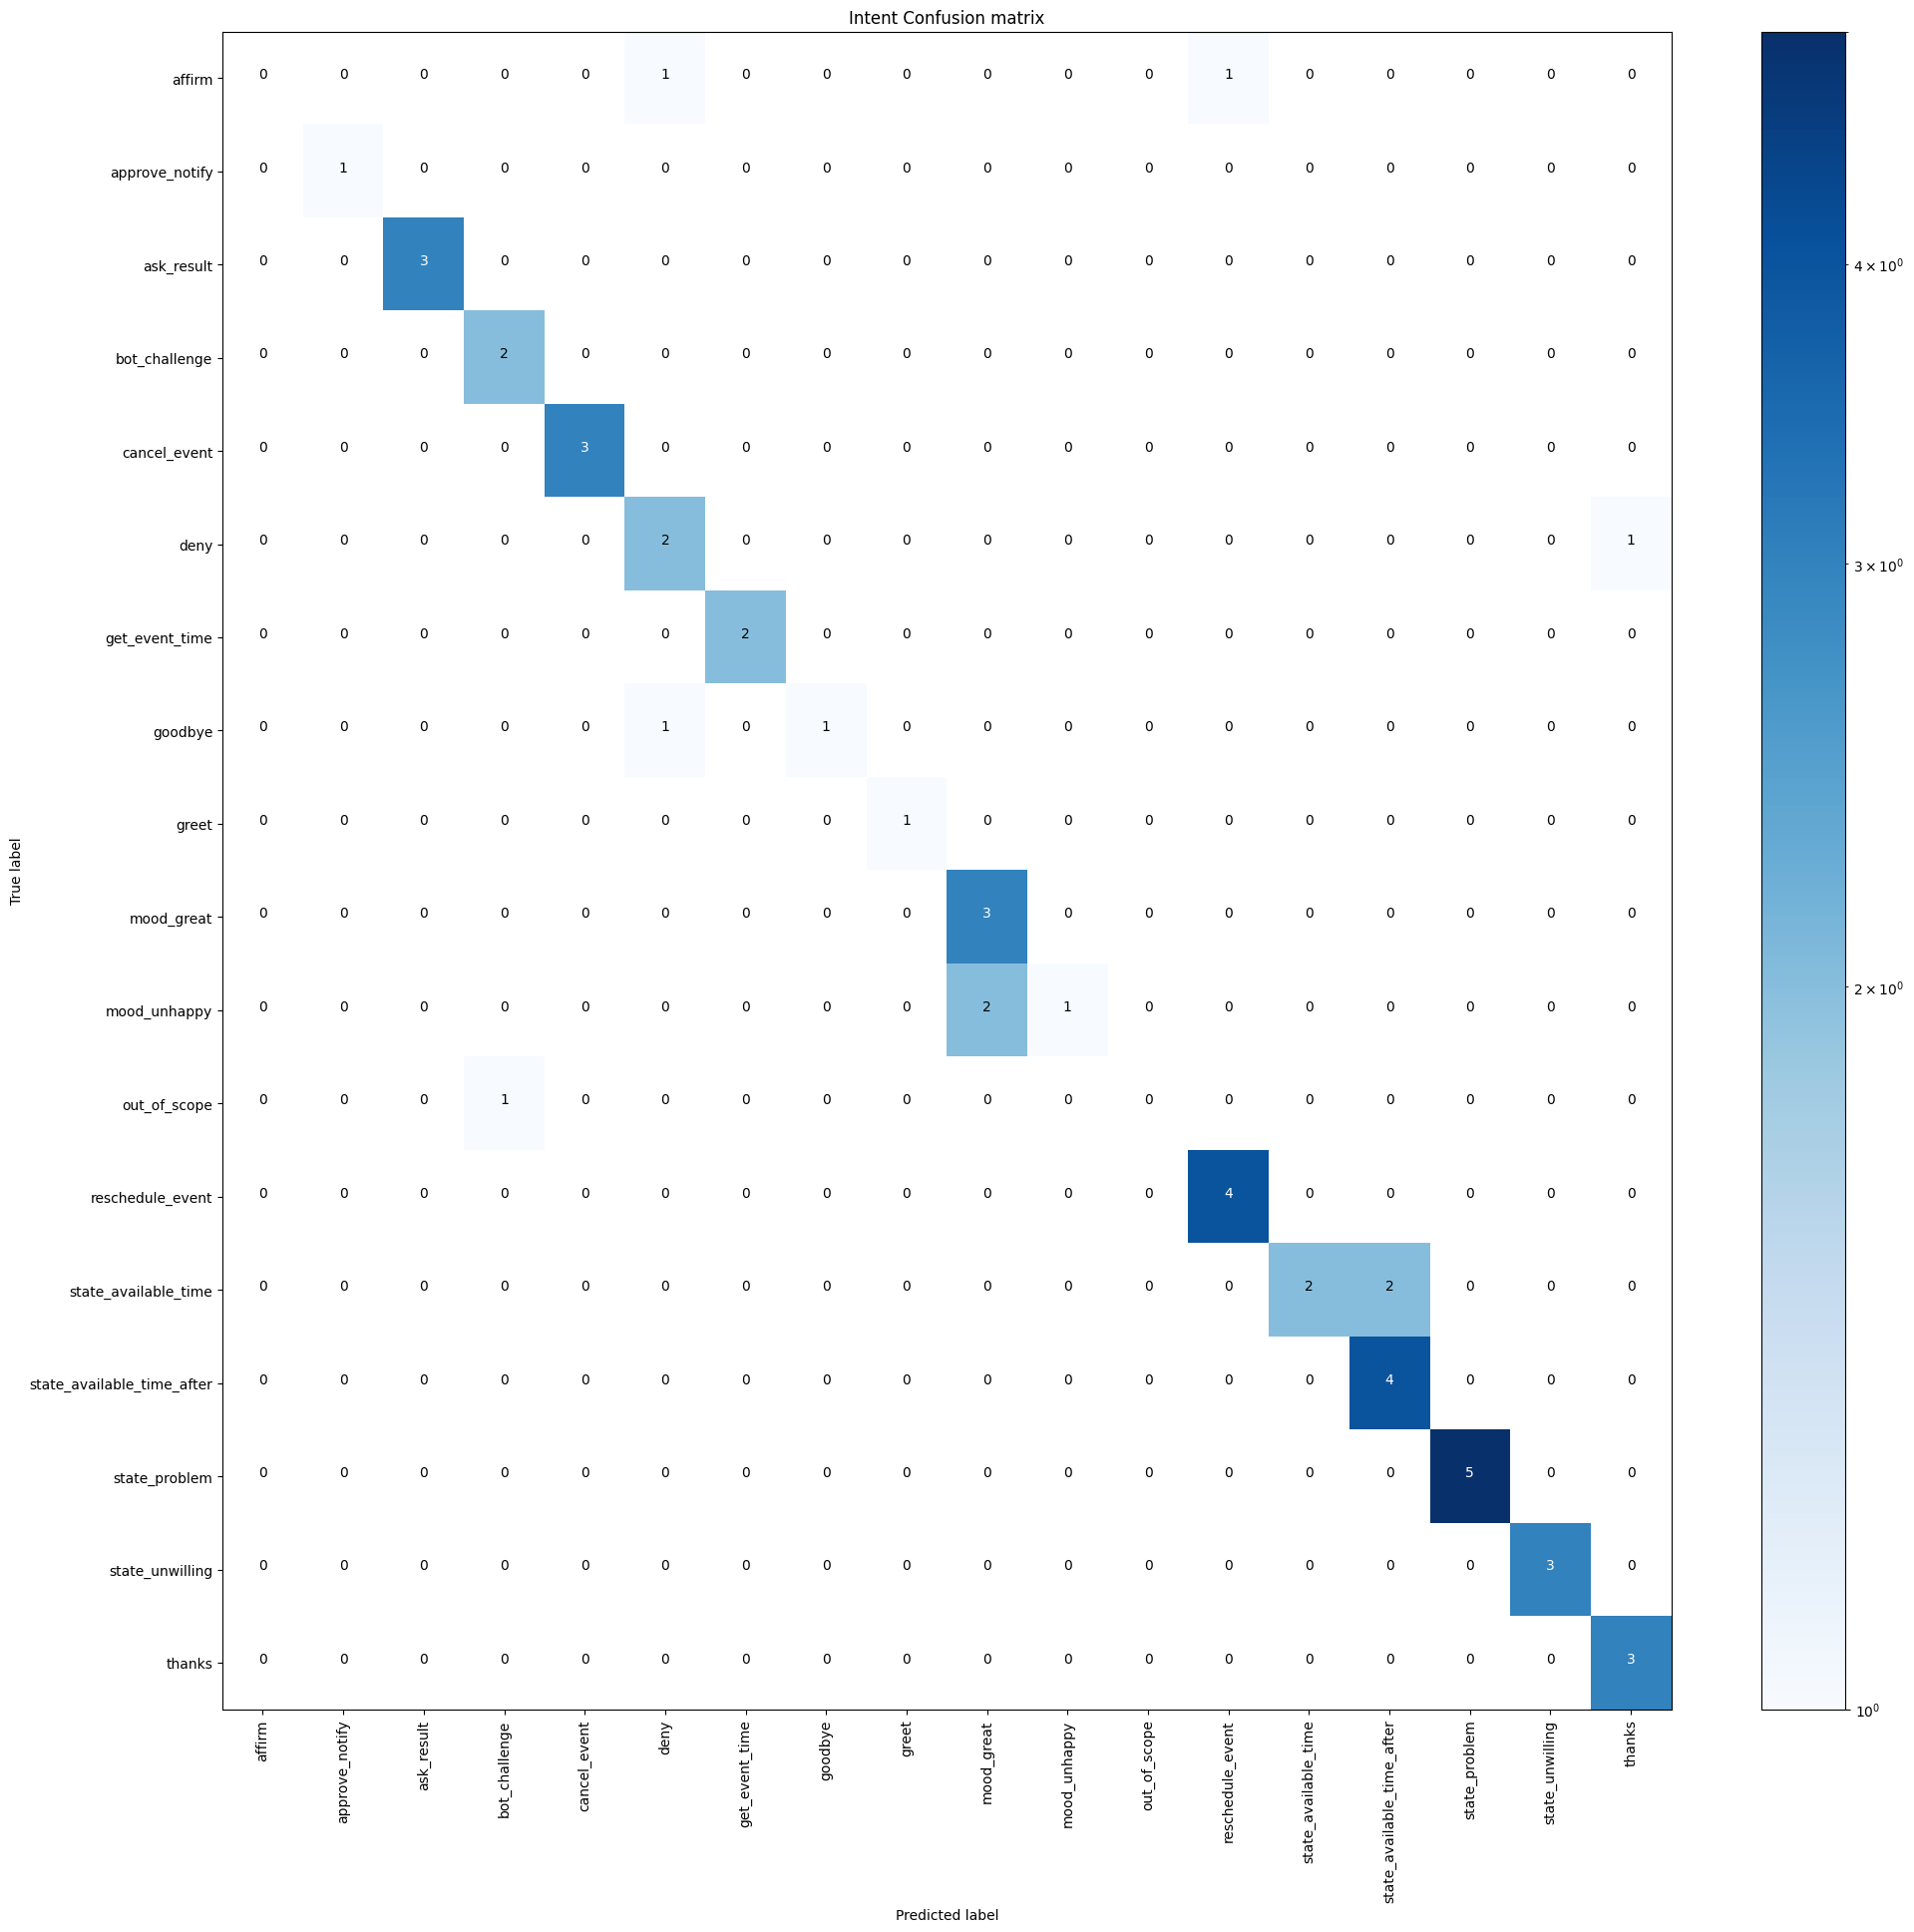 Intent Confusion matrix
affirm 0 0 0 0 0 1 0 0 0 0 0 0 1 0 0 0 0 0
approve_notify 0 1 0 0 0 0 0 0 0 0 0 0 0 0 0 0 0 0
ask_result 0 0 3 0 0 0 0 0 0 0 0 0 0 0 0 0 0 0
4 × 10⁰
bot_challenge 0 0 0 2 0 0 0 0 0 0 0 0 0 0 0 0 0 0
cancel_event 0 0 0 0 3 0 0 0 0 0 0 0 0 0 0 0 0 0
deny 0 0 0 0 0 2 0 0 0 0 0 0 0 0 0 0 0 1
3 × 10⁰
get_event_time 0 0 0 0 0 0 2 0 0 0 0 0 0 0 0 0 0 0
goodbye 0 0 0 0 0 1 0 1 0 0 0 0 0 0 0 0 0 0
greet 0 0 0 0 0 0 0 0 1 0 0 0 0 0 0 0 0 0
True label
mood_great 0 0 0 0 0 0 0 0 0 3 0 0 0 0 0 0 0 0
2 × 10⁰
mood_unhappy 0 0 0 0 0 0 0 0 0 2 1 0 0 0 0 0 0 0
out_of_scope 0 0 0 1 0 0 0 0 0 0 0 0 0 0 0 0 0 0
reschedule_event 0 0 0 0 0 0 0 0 0 0 0 0 4 0 0 0 0 0
state_available_time 0 0 0 0 0 0 0 0 0 0 0 0 0 2 2 0 0 0
state_available_time_after 0 0 0 0 0 0 0 0 0 0 0 0 0 0 4 0 0 0
state_problem 0 0 0 0 0 0 0 0 0 0 0 0 0 0 0 5 0 0
state_unwilling 0 0 0 0 0 0 0 0 0 0 0 0 0 0 0 0 3 0
thanks 0 0 0 0 0 0 0 0 0 0 0 0 0 0 0 0 0 3
10⁰
affirm
approve_notify
ask_result
bot_challenge
cancel_event
deny
get_event_time
goodbye
greet
mood_great
mood_unhappy
out_of_scope
reschedule_event
state_available_time
state_available_time_after
state_problem
state_unwilling
thanks
Predicted label